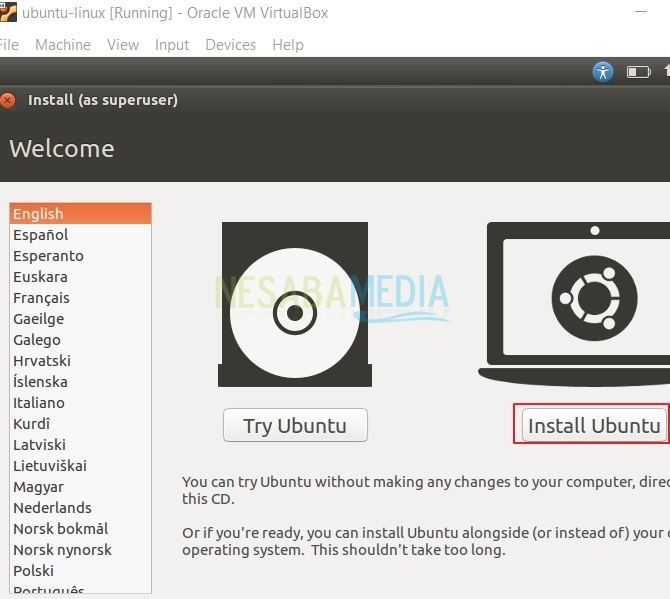 ubuntu-linux [Running] - Oracle VM VirtualBox
File Machine View Input Devices Help
Install (as superuser)
Welcome
English
Español
Esperanto
Euskara
Français
Gaeilge
Galego
Hrvatski
Íslenska
Italiano
Kurdî
Latviski
Lietuviškai
Magyar
Nederlands
Norsk bokmål
Norsk nynorsk
Polski
Português
NESABAMEDIA
Try Ubuntu
Install Ubuntu
You can try Ubuntu without making any changes to your computer, direc
this CD.
Or if you're ready, you can install Ubuntu alongside (or instead of) your
operating system. This shouldn't take too long.